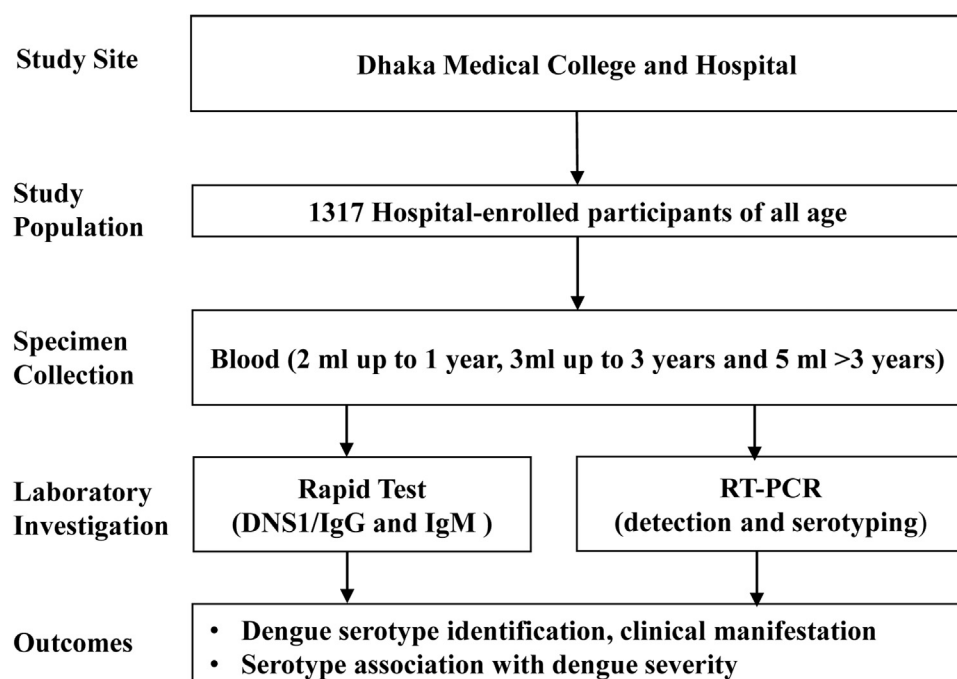 Study Site
Dhaka Medical College and Hospital
Study
Population
1317 Hospital-enrolled participants of all age
Specimen
Collection
Blood (2 ml up to 1 year, 3ml up to 3 years and 5 ml >3 years)
Laboratory
Investigation
Rapid Test
(DNS1/IgG and IgM )
RT-PCR
(detection and serotyping)
Outcomes
• Dengue serotype identification, clinical manifestation
• Serotype association with dengue severity